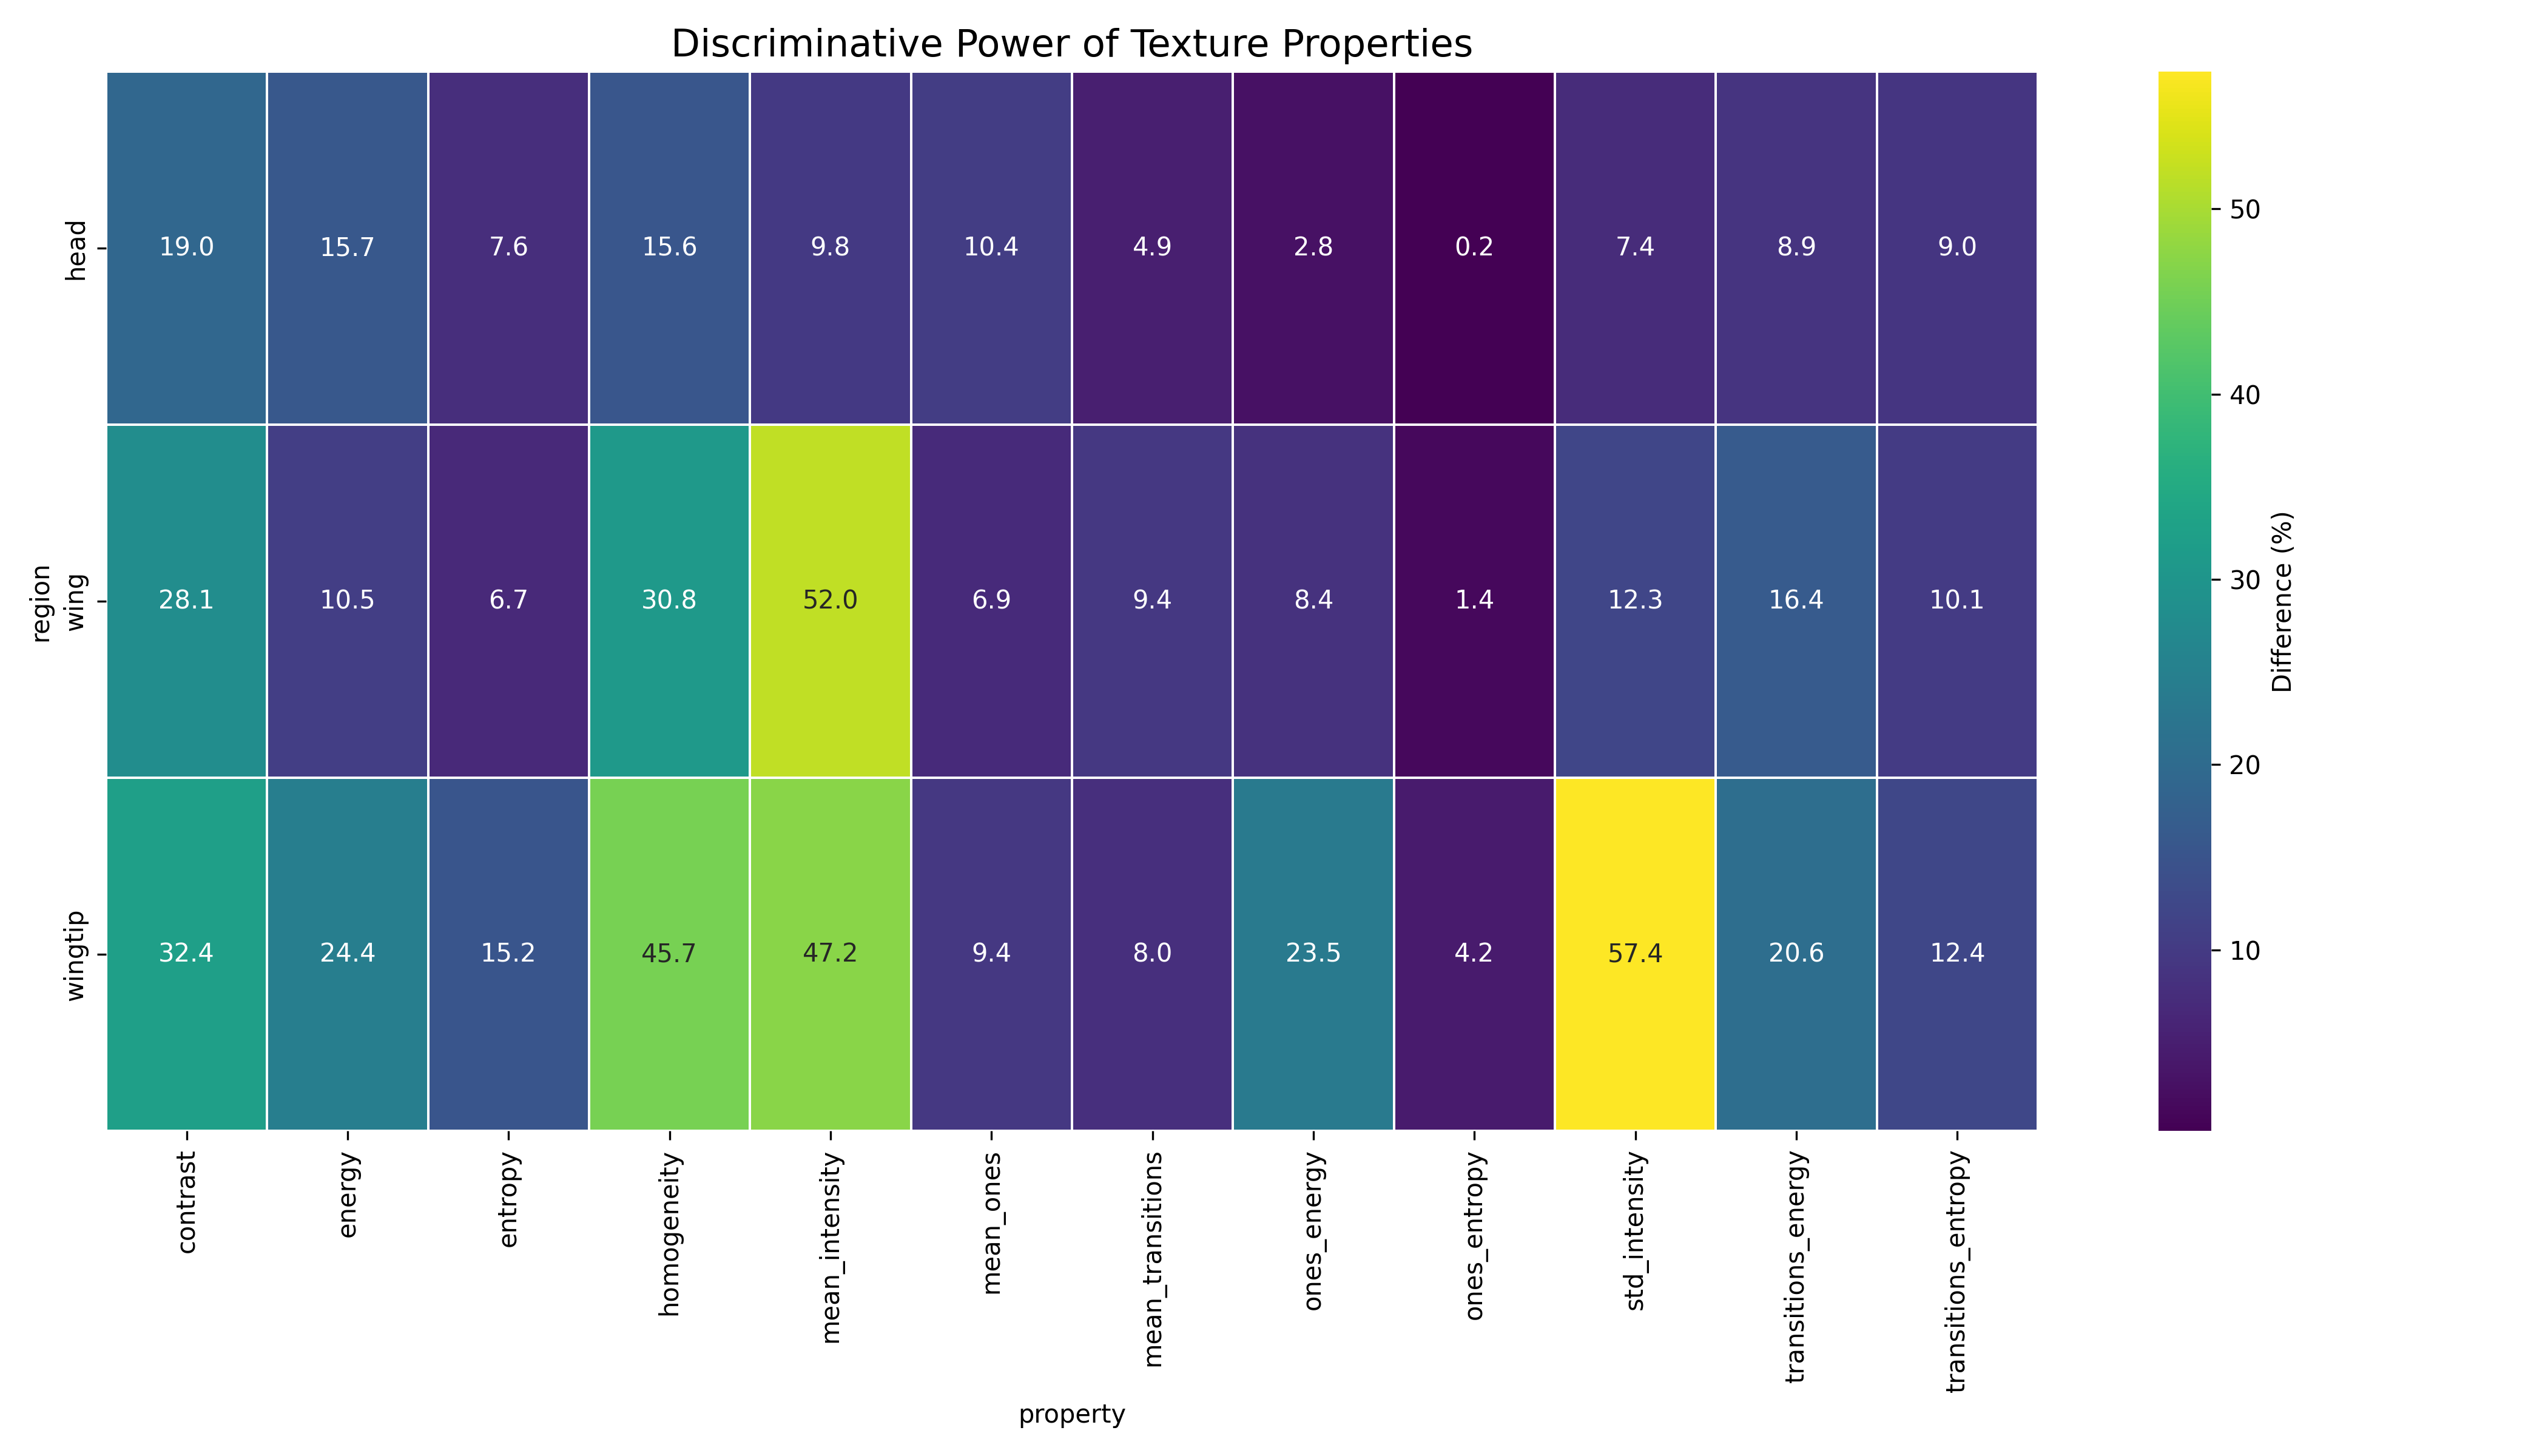 Discriminative Power of Texture Properties
head 19.0 15.7 7.6 15.6 9.8 10.4 4.9 2.8 0.2 7.4 8.9 9.0
wing 28.1 10.5 6.7 30.8 52.0 6.9 9.4 8.4 1.4 12.3 16.4 10.1
wingtip 32.4 24.4 15.2 45.7 47.2 9.4 8.0 23.5 4.2 57.4 20.6 12.4
region
contrast
energy
entropy
homogeneity
mean_intensity
mean_ones
mean_transitions
ones_energy
ones_entropy
std_intensity
transitions_energy
transitions_entropy
property
50
40
30
20
10
Difference (%)